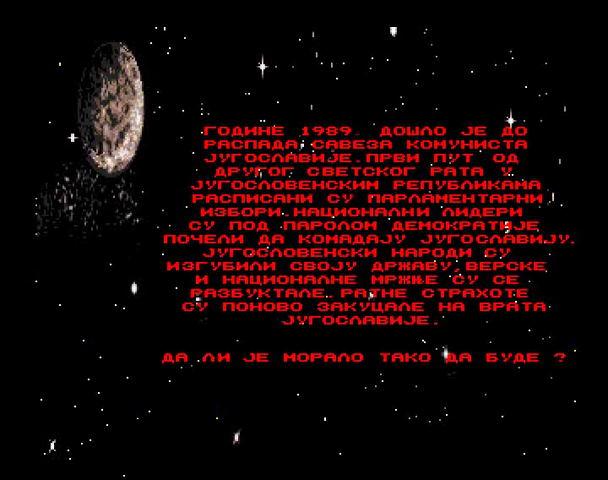 ГОДИНЕ 1989. ДОШЛО ЈЕ ДО
РАСПАДА САВЕЗА КОМУНИСТА
ЈУГОСЛАВИЈЕ.ПРВИ ПУТ ОД
ДРУГОГ СВЕТСКОГ РАТА У
ЈУГОСЛОВЕНСКИМ РЕПУБЛИКАМА
РАСПИСАНИ СУ ПАРЛАМЕНТАРНИ
ИЗБОРИ.НАЦИОНАЛНИ ЛИДЕРИ
СУ ПОД ПАРОЛОМ ДЕМОКРАТИЈЕ
ПОЧЕЛИ ДА КОМАДАЈУ ЈУГОСЛАВИЈУ.
ЈУГОСЛОВЕНСКИ НАРОДИ СУ
ИЗГУБИЛИ СВОЈУ ДРЖАВУ,ВЕРСКЕ
И НАЦИОНАЛНЕ МРЖЊЕ СУ СЕ
РАЗБУКТАЛЕ.РАТНЕ СТРАХОТЕ
СУ ПОНОВО ЗАКУЦАЛЕ НА ВРАТА
ЈУГОСЛАВИЈЕ.
ДА ЛИ ЈЕ МОРАЛО ТАКО ДА БУДЕ ?